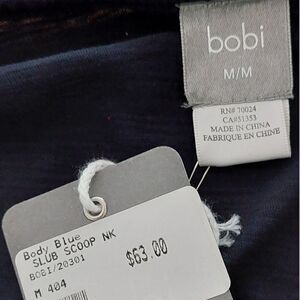 bobi
M/M
RN# 70024
CA#51353
MADE IN CHINA
FABRIQUE EN CHINE
Body Blue
SLUB SCOOP NK
BOBI/20301
$63.00
M 404